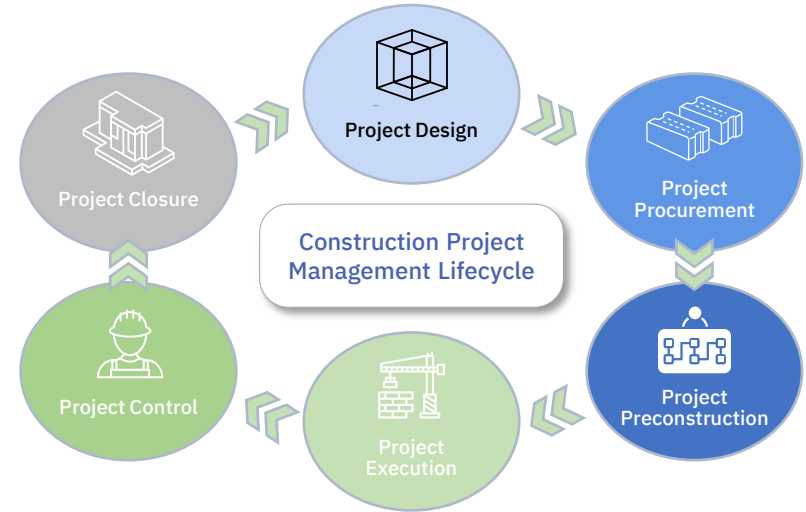 Project Design
Project
Procurement
Project
Preconstruction
Project
Execution
Project Control
Project Closure
Construction Project
Management Lifecycle